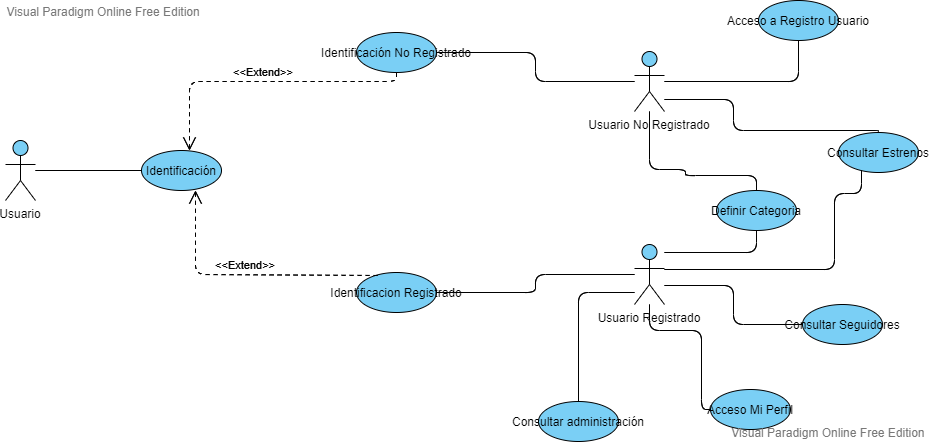 Visual Paradigm Online Free Edition
Acceso a Registro Usuario
Identificación No Registrado
<<Extend>>
Usuario No Registrado
Consultar Estrenos
Identificación
Usuario
Definir Categoria
<<Extend>>
Identificacion Registrado
Usuario Registrado
Consultar Seguidores
Acceso Mi Perfil
Consultar administración
Visual Paradigm Online Free Edition